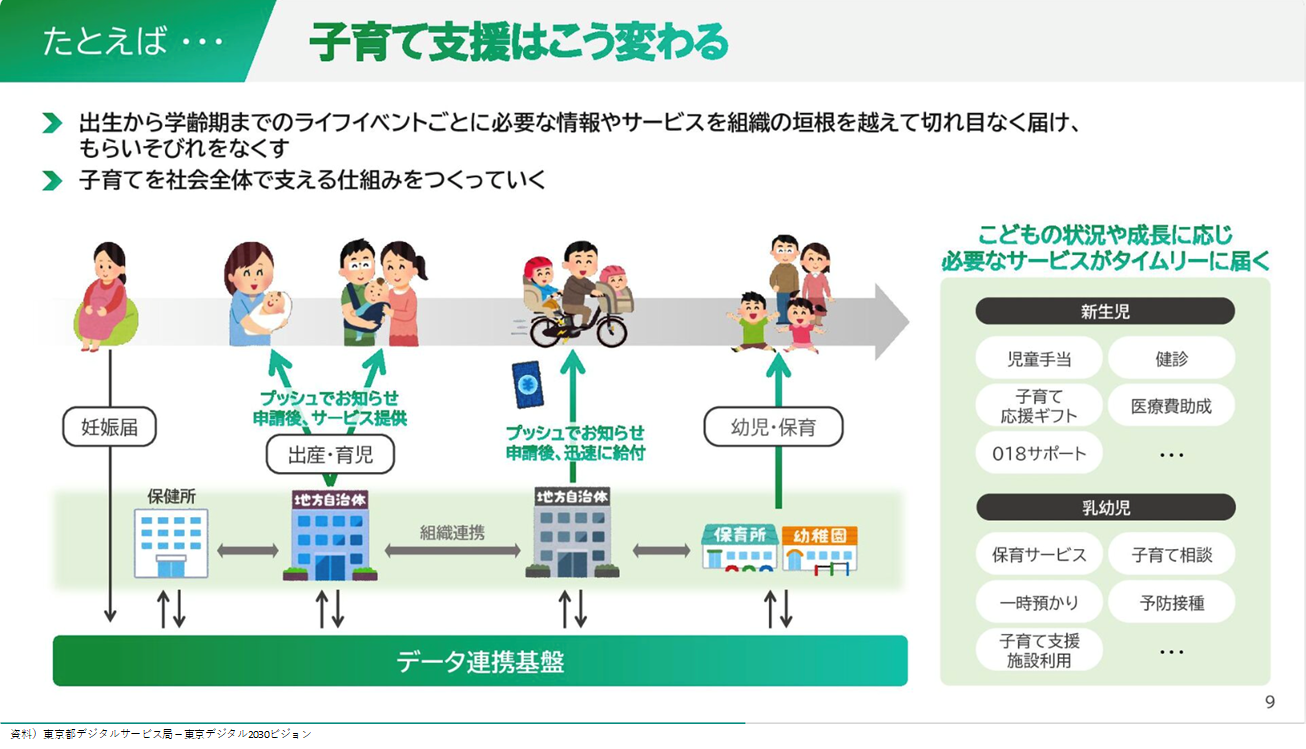 たとえば ・・・
子育て支援はこう変わる
出生から学齢期までのライフイベントごとに必要な情報やサービスを組織の垣根を越えて切れ目なく届け、
もらいそびれをなくす
子育てを社会全体で支える仕組みをつくっていく
妊娠届
プッシュでお知らせ
申請後、サービス提供
出産・育児
¥
プッシュでお知らせ
申請後、迅速に給付
幼児・保育
保健所
地方自治体
組織連携
地方自治体
保育所
幼稚園
データ連携基盤
こどもの状況や成長に応じ
必要なサービスがタイムリーに届く
新生児
児童手当
健診
子育て
応援ギフト
医療費助成
018サポート
・・・
乳幼児
保育サービス
子育て相談
一時預かり
予防接種
子育て支援
施設利用
・・・
9
資料）東京都デジタルサービス局－東京デジタル2030ビジョン